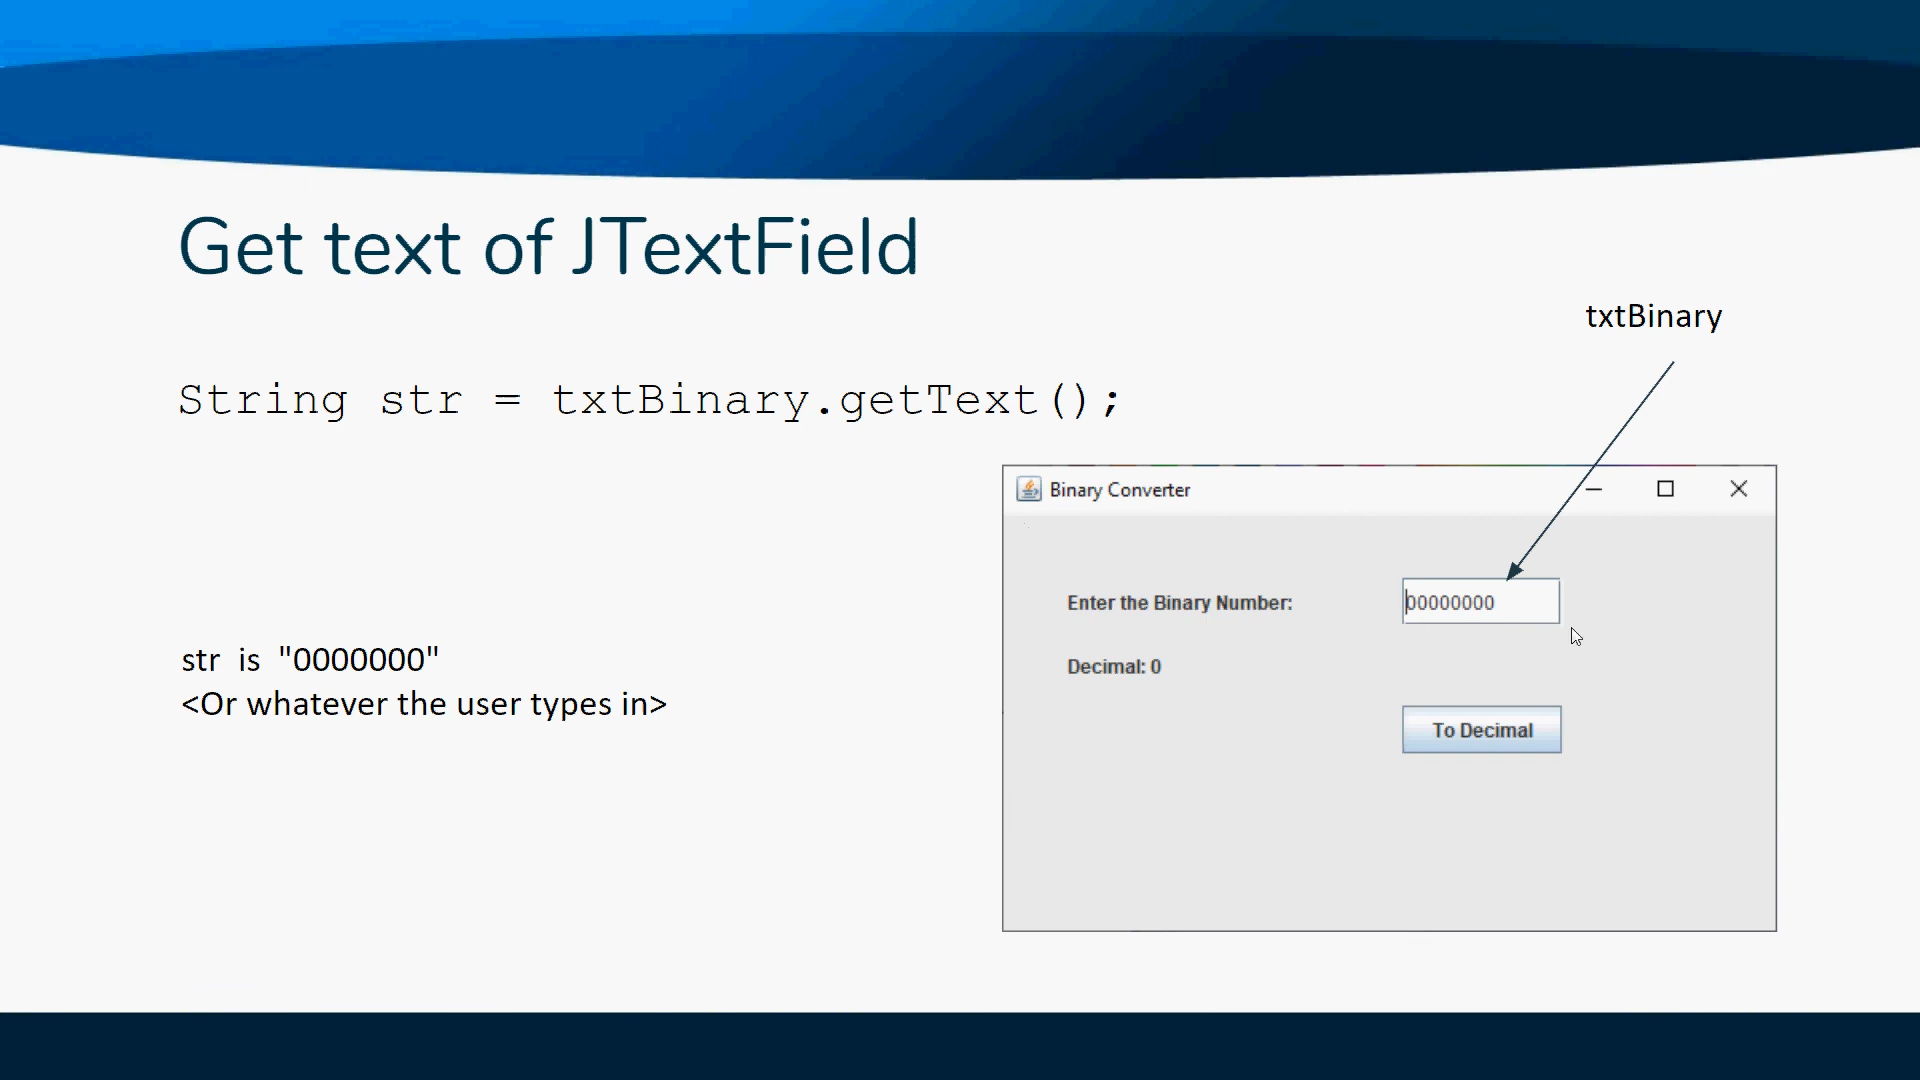 Get text of JTextField
txtBinary
String str = txtBinary.getText();
Binary Converter
Enter the Binary Number:
00000000
Decimal: 0
To Decimal
str is "0000000"
<Or whatever the user types in>